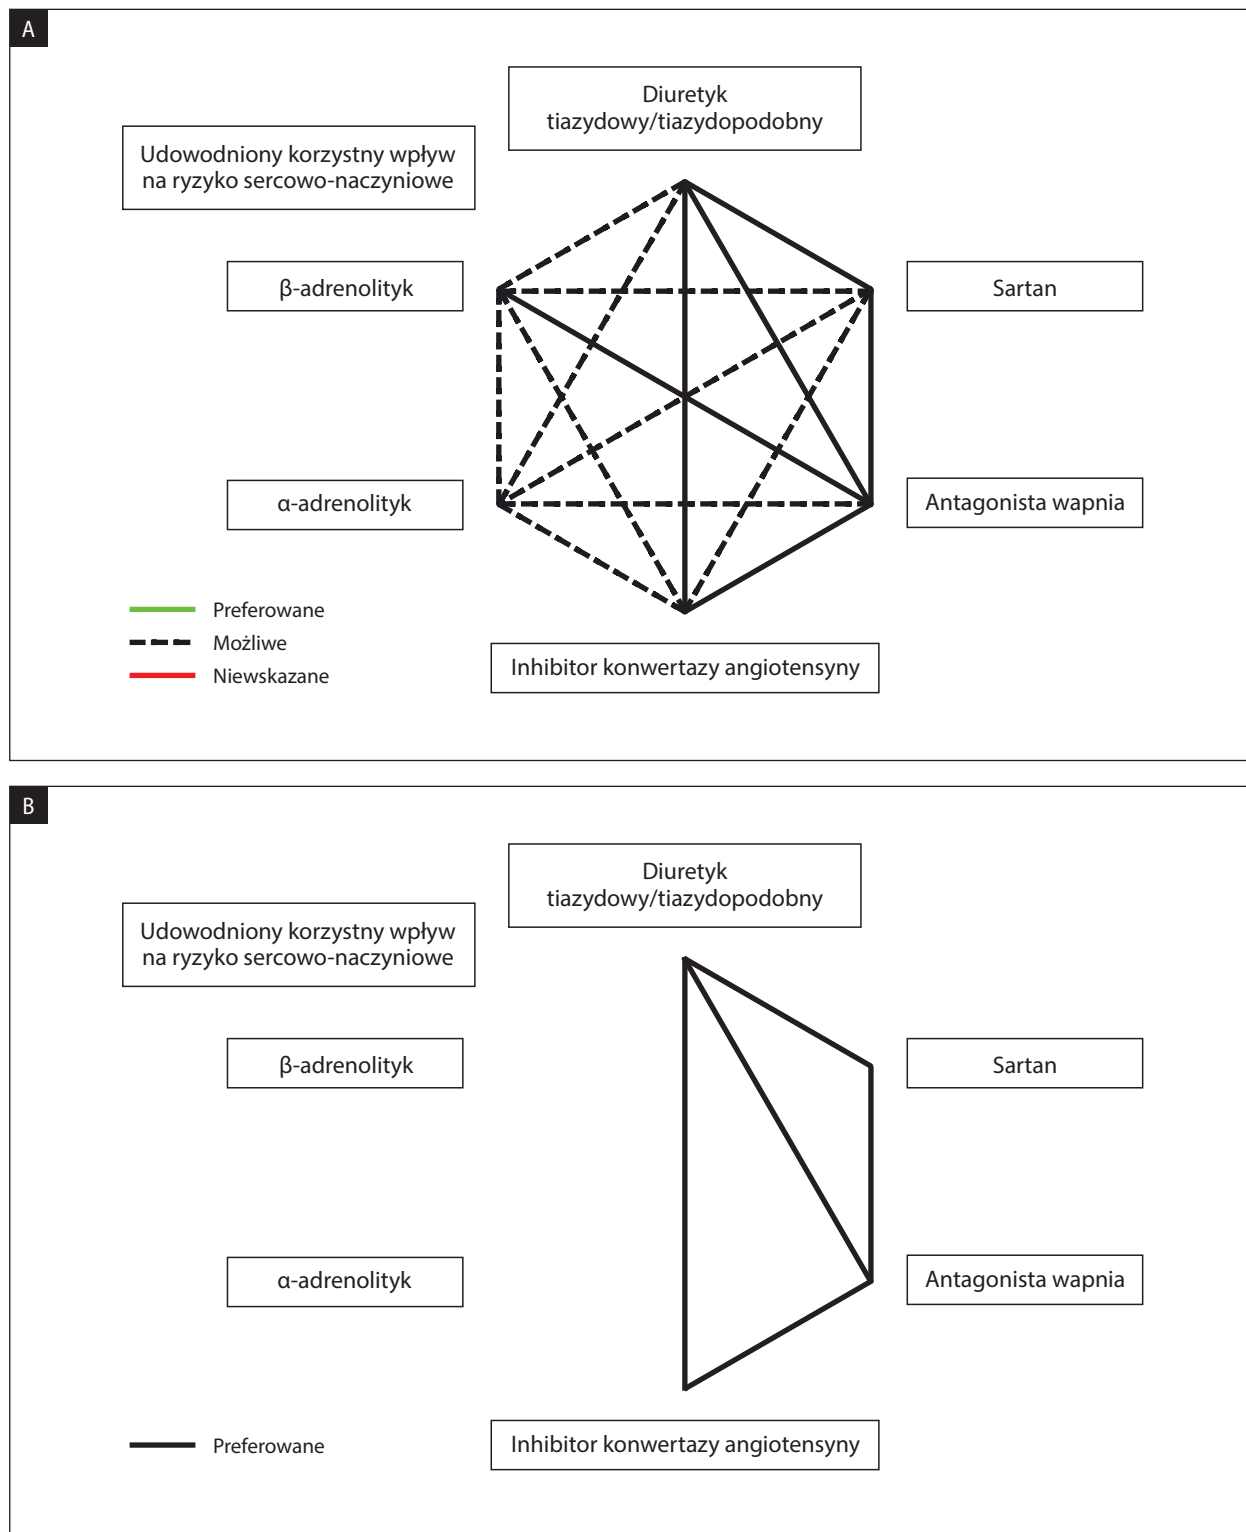 A
Diuretyk
tiazydowy/tiazydopodobny
Udowodniony korzystny wpływ
na ryzyko sercowo-naczyniowe
β-adrenolityk
Sartan
α-adrenolityk
Antagonista wapnia
Preferowane
Możliwe
Niewskazane
Inhibitor konwertazy angiotensyny
B
Diuretyk
tiazydowy/tiazydopodobny
Udowodniony korzystny wpływ
na ryzyko sercowo-naczyniowe
β-adrenolityk
Sartan
α-adrenolityk
Antagonista wapnia
Preferowane
Inhibitor konwertazy angiotensyny